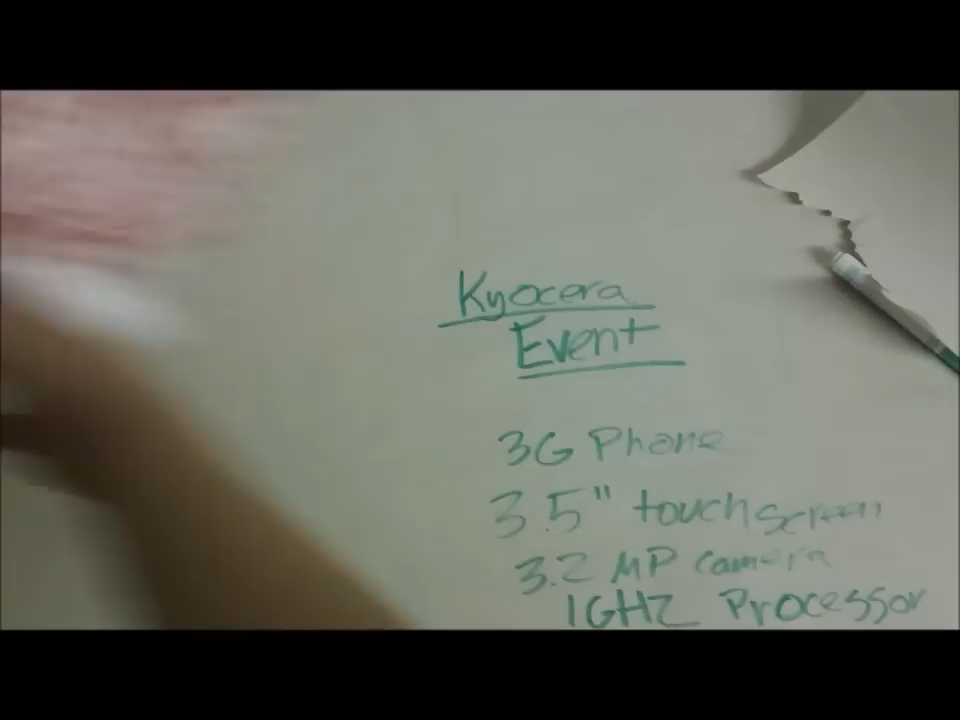 Kyocera
Event
3G Phone
3.5" touchscreen
3.2 MP camera
1GHZ Processor